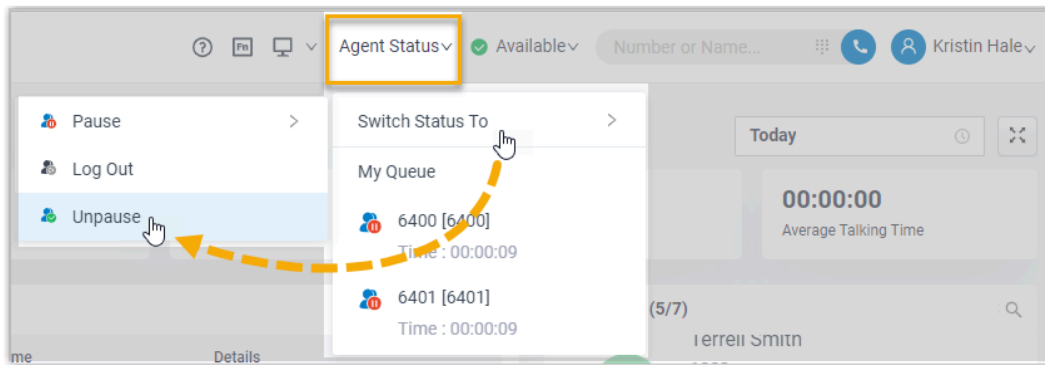 Fn
Agent Status
Available
Number or Name...
Kristin Hale
Pause
Log Out
Unpause
Switch Status To
My Queue
6400 [6400]
Time : 00:00:09
6401 [6401]
Time : 00:00:09
Today
00:00:00
Average Talking Time
(5/7)
Terrell Smith
me
Details